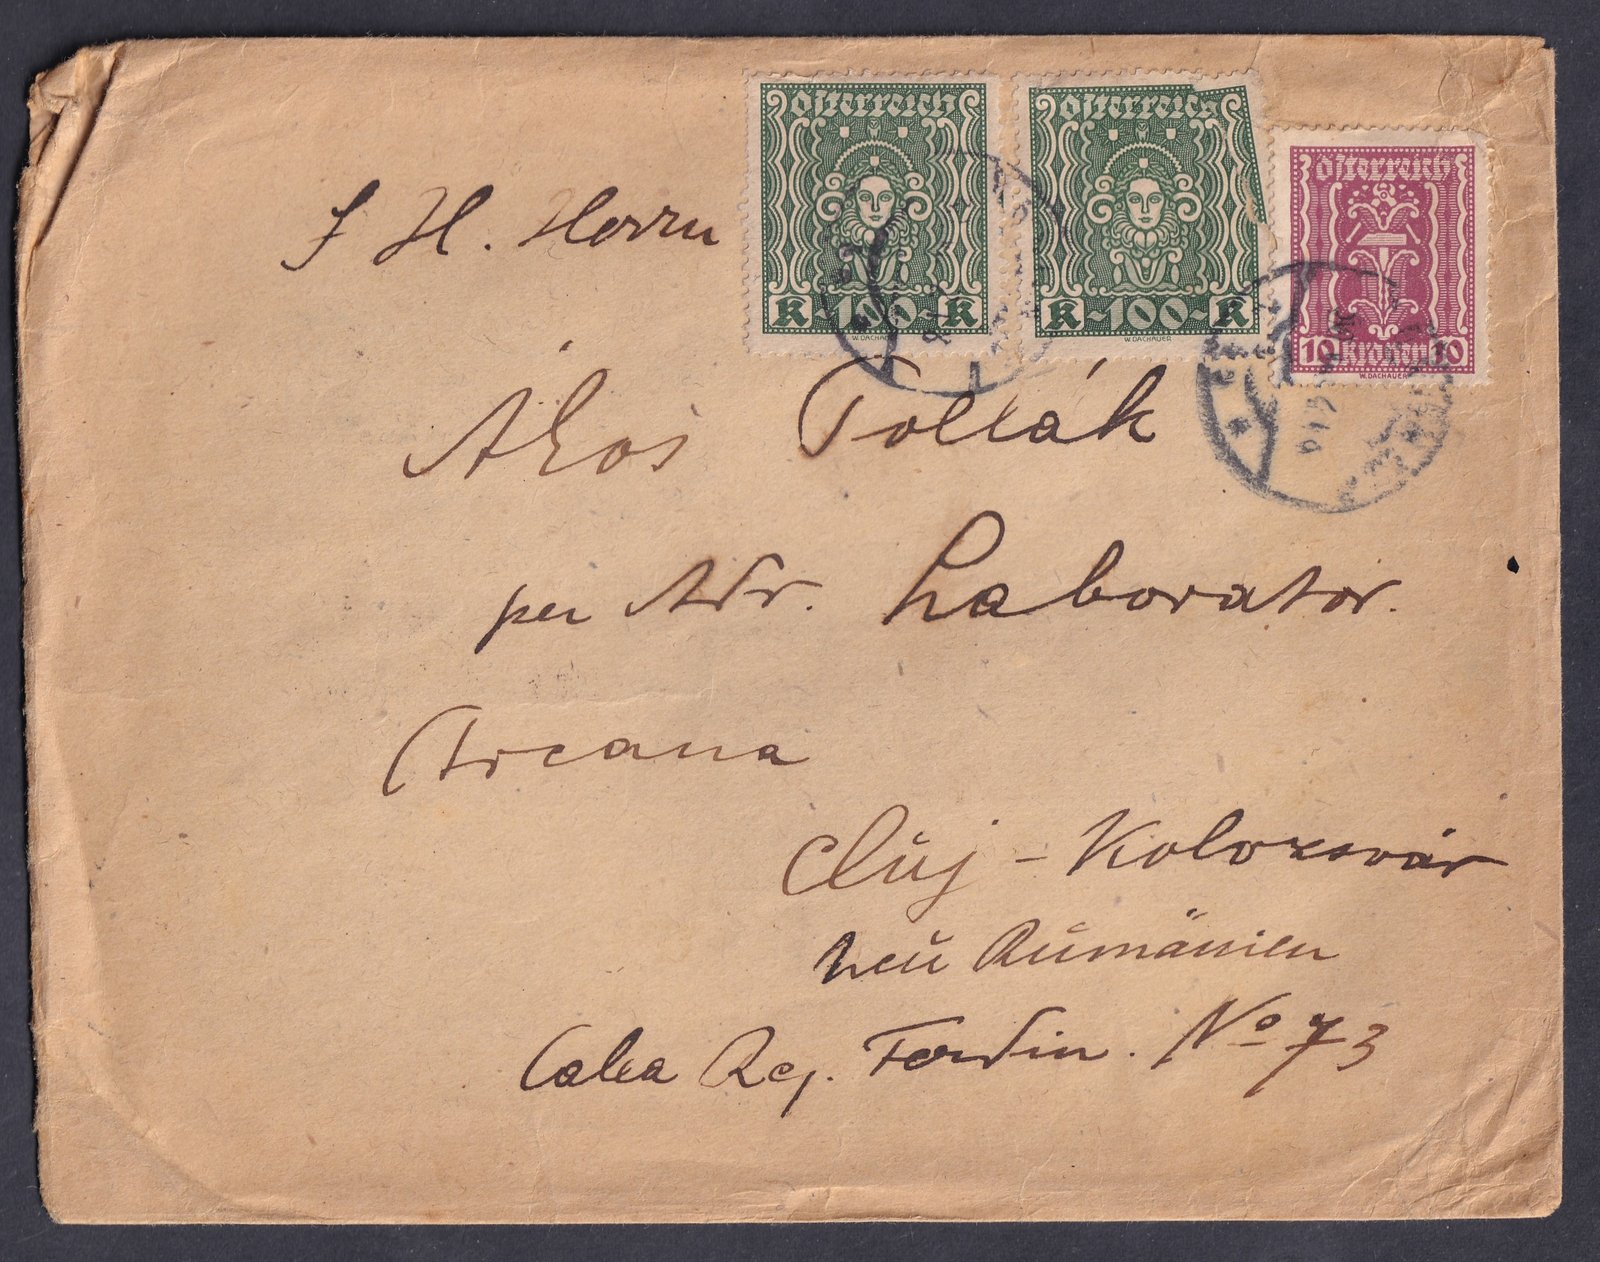 Österreich
K 100 K
W. DACHAUER
Österreich
K 100 K
W. DACHAUER
Österreich
10 Kronen 10
W. DACHAUER
H. Herrn
Ákos Pollák
per Adr. Laborator.
Arcana
Cluj - Kolozsvár
Neu Rumänien
Calea Reg. Ferdin. No 73